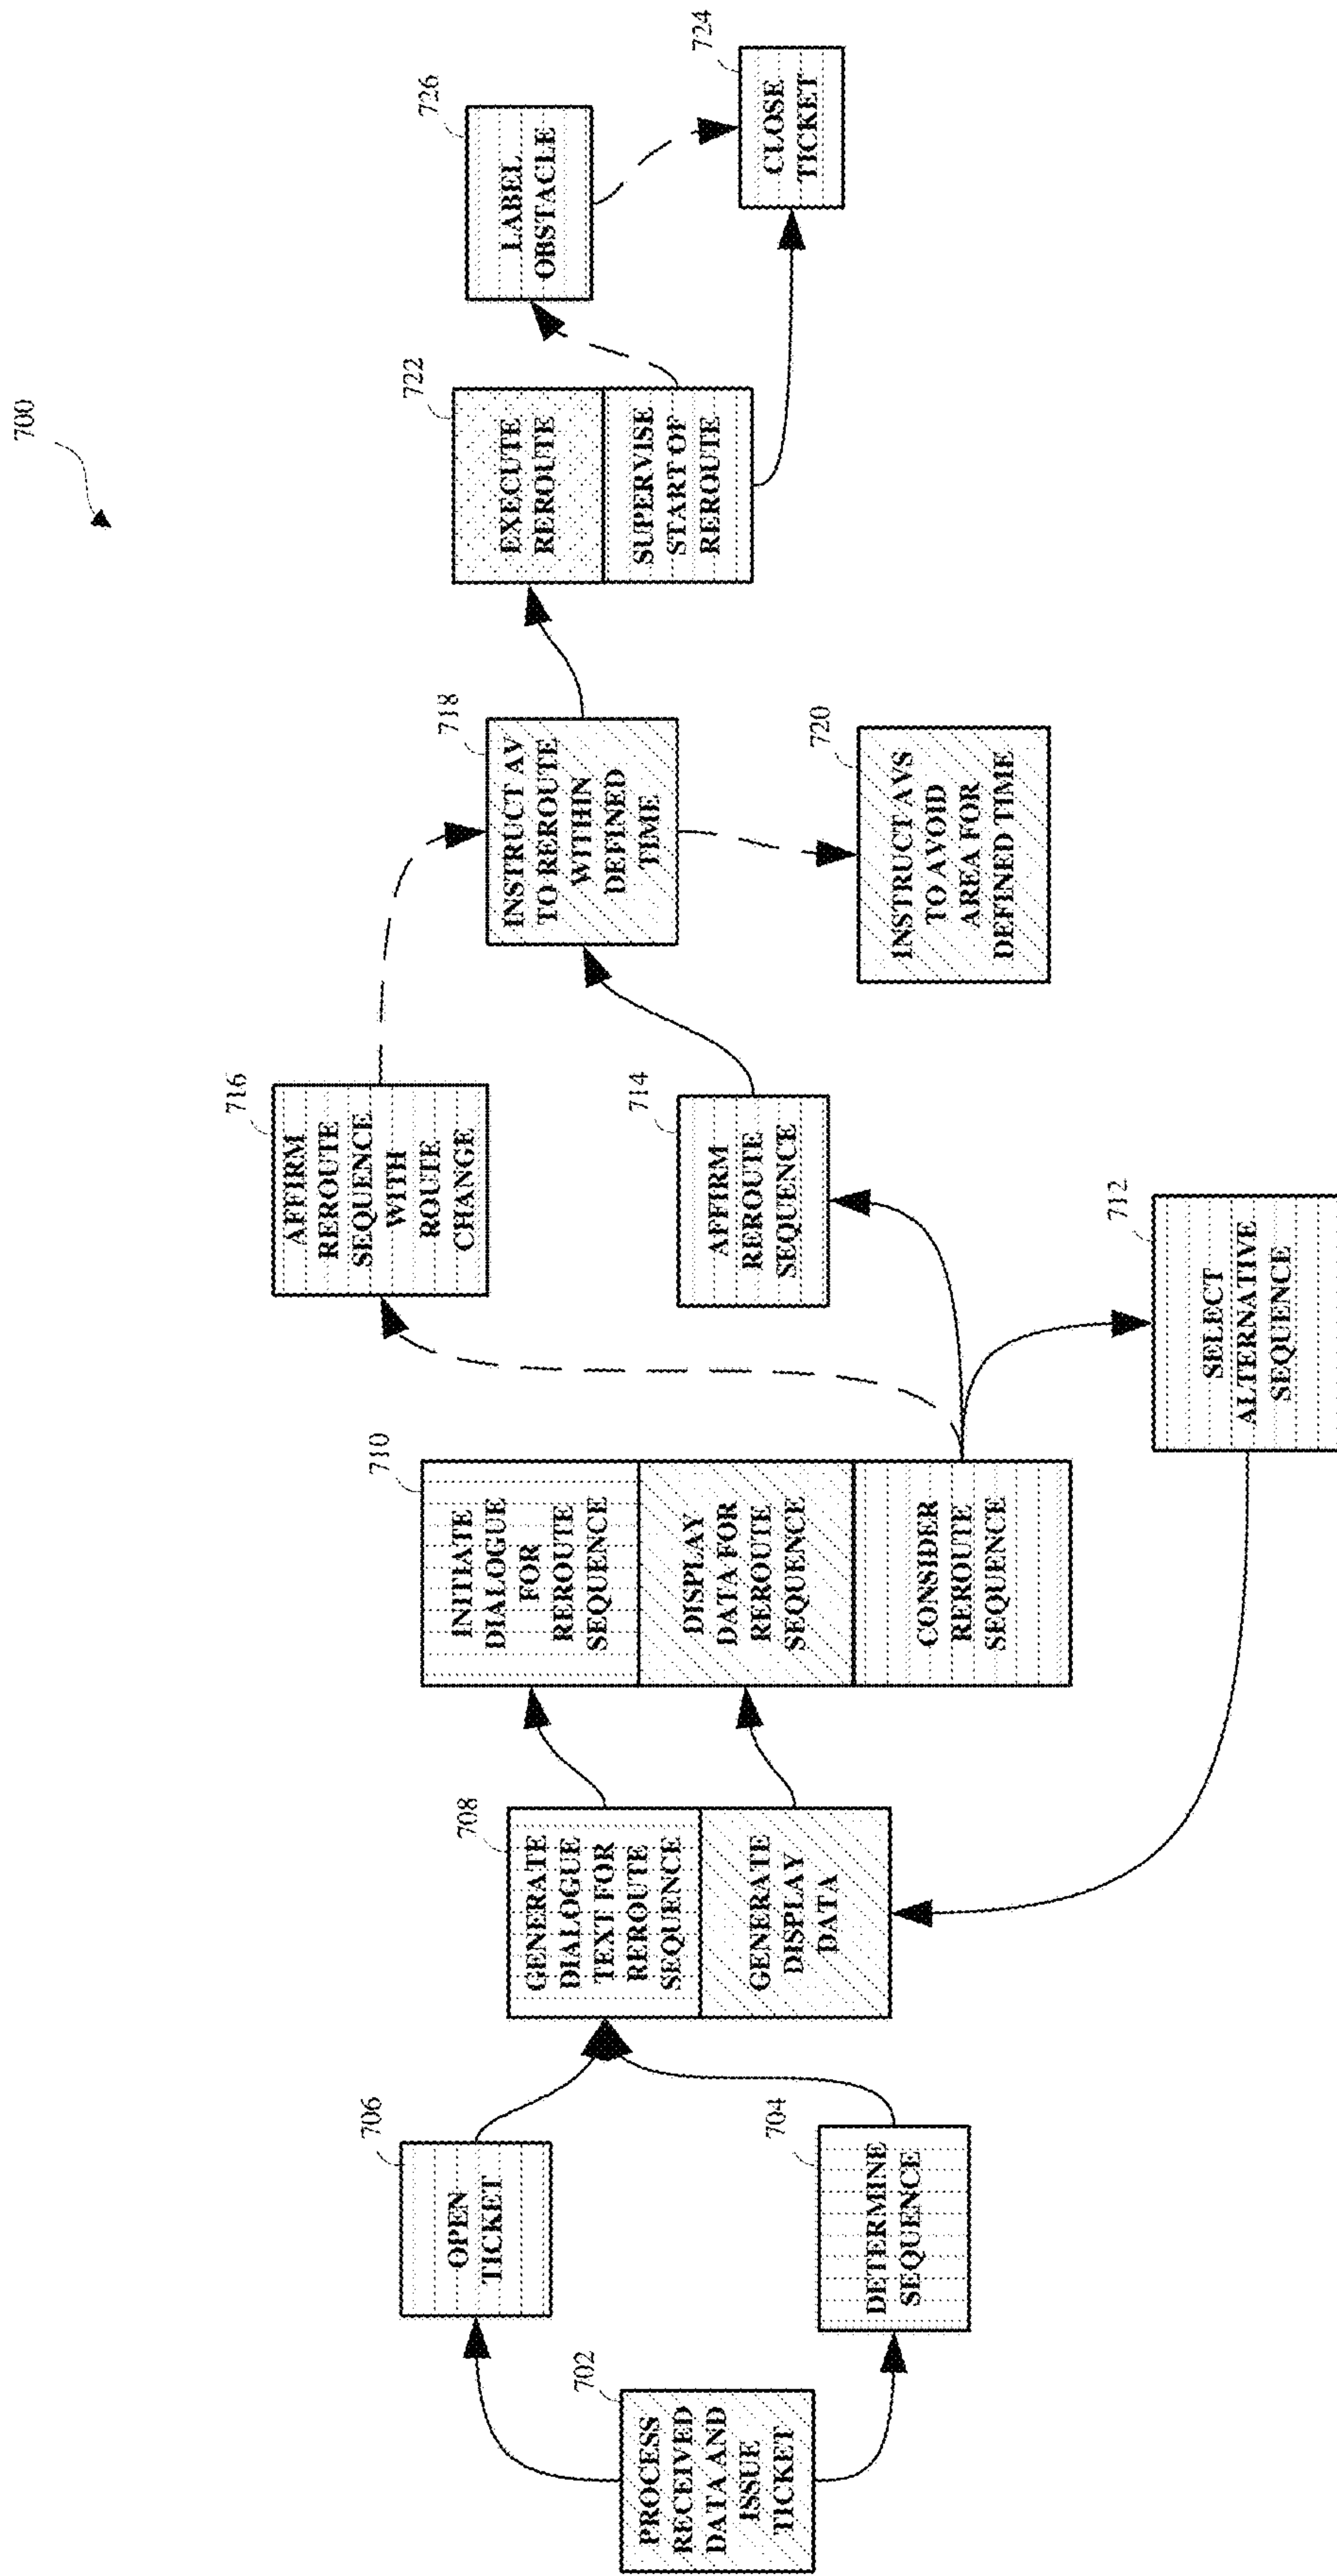 700
702
PROCESS
RECEIVED
DATA AND
ISSUE
TICKET
706
OPEN
TICKET
704
DETERMINE
SEQUENCE
708
GENERATE
DIALOGUE
TEXT FOR
REROUTE
SEQUENCE
GENERATE
DISPLAY
DATA
710
INITIATE
DIALOGUE
FOR
REROUTE
SEQUENCE
DISPLAY
DATA FOR
REROUTE
SEQUENCE
CONSIDER
REROUTE
SEQUENCE
716
AFFIRM
REROUTE
SEQUENCE
WITH
ROUTE
CHANGE
714
AFFIRM
REROUTE
SEQUENCE
712
SELECT
ALTERNATIVE
SEQUENCE
718
INSTRUCT AV
TO REROUTE
WITHIN
DEFINED
TIME
720
INSTRUCT AVS
TO AVOID
AREA FOR
DEFINED TIME
722
EXECUTE
REROUTE
SUPERVISE
START OF
REROUTE
726
LABEL
OBSTACLE
724
CLOSE
TICKET